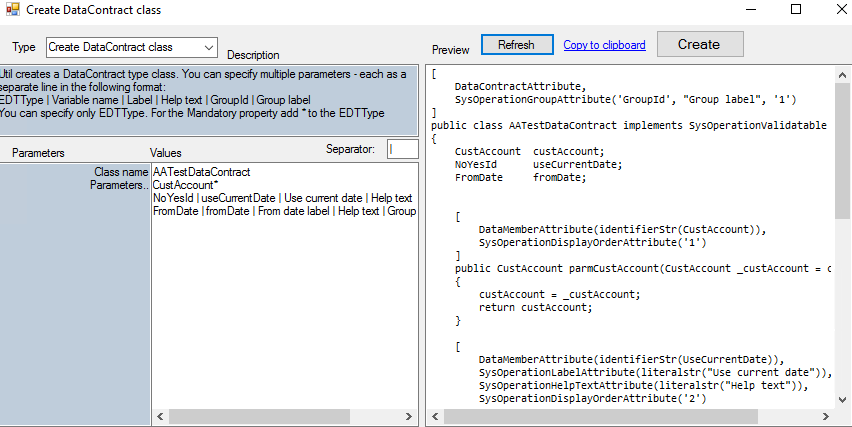 Create DataContract class
Type
Create DataContract class
Description
Util creates a DataContract type class. You can specify multiple parameters - each as a
separate line in the following format:
EDTType | Variable name | Label | Help text | GroupId | Group label
You can specify only EDTType. For the Mandatory property add * to the EDTType
Parameters
Values
Separator:
|
Class name
AATestDataContract
Parameters..
CustAccount*
NoYesId | useCurrentDate | Use current date | Help text
FromDate |fromDate | From date label | Help text | Group
Preview
Refresh
Copy to clipboard
Create
[
DataContractAttribute,
SysOperationGroupAttribute('GroupId', "Group label", '1')
]
public class AATestDataContract implements SysOperationValidatable
{
CustAccount custAccount;
NoYesId useCurrentDate;
FromDate fromDate;
[
DataMemberAttribute(identifierStr(CustAccount)),
SysOperationDisplayOrderAttribute('1')
]
public CustAccount parmCustAccount(CustAccount _custAccount = c
{
custAccount = _custAccount;
return custAccount;
}
[
DataMemberAttribute(identifierStr(UseCurrentDate)),
SysOperationLabelAttribute(literalstr("Use current date")),
SysOperationHelpTextAttribute(literalstr("Help text")),
SysOperationDisplayOrderAttribute('2')